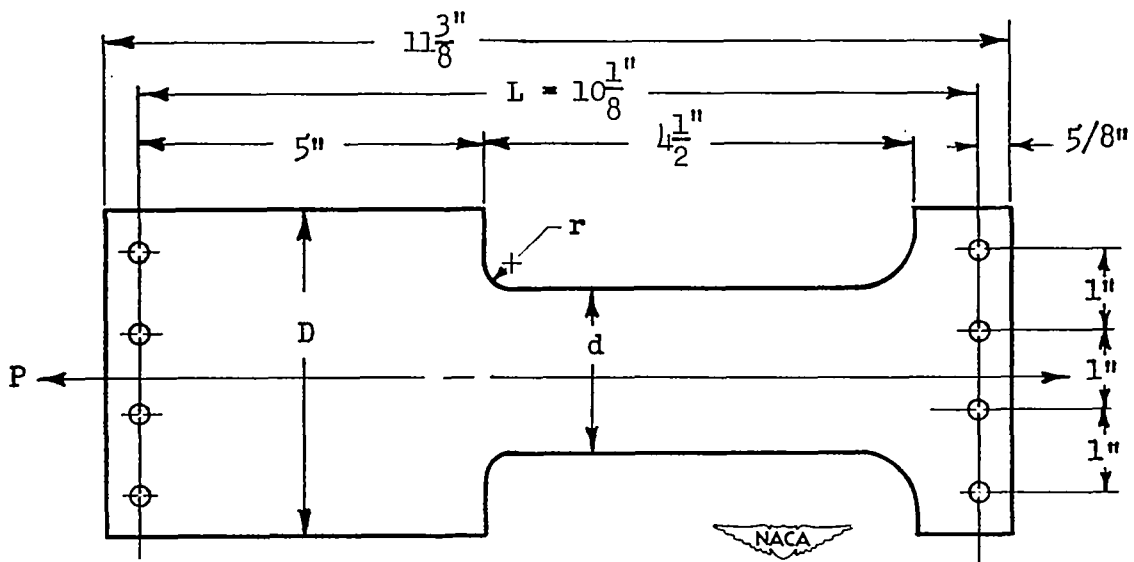 11 3/8"
L = 10 1/8"
5"
4 1/2"
5/8"
r
1"
D
d
1"
P
1"
NACA